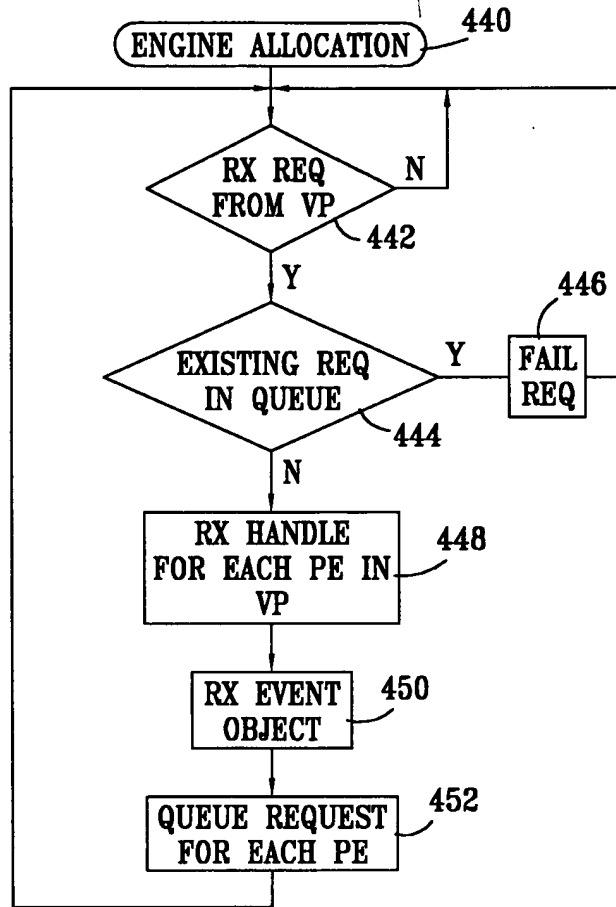 ENGINE ALLOCATION
440
RX REQ
FROM VP
N
442
Y
446
EXISTING REQ
IN QUEUE
Y
FAIL
REQ
444
N
RX HANDLE
FOR EACH PE IN
VP
448
RX EVENT
OBJECT
450
QUEUE REQUEST
FOR EACH PE
452